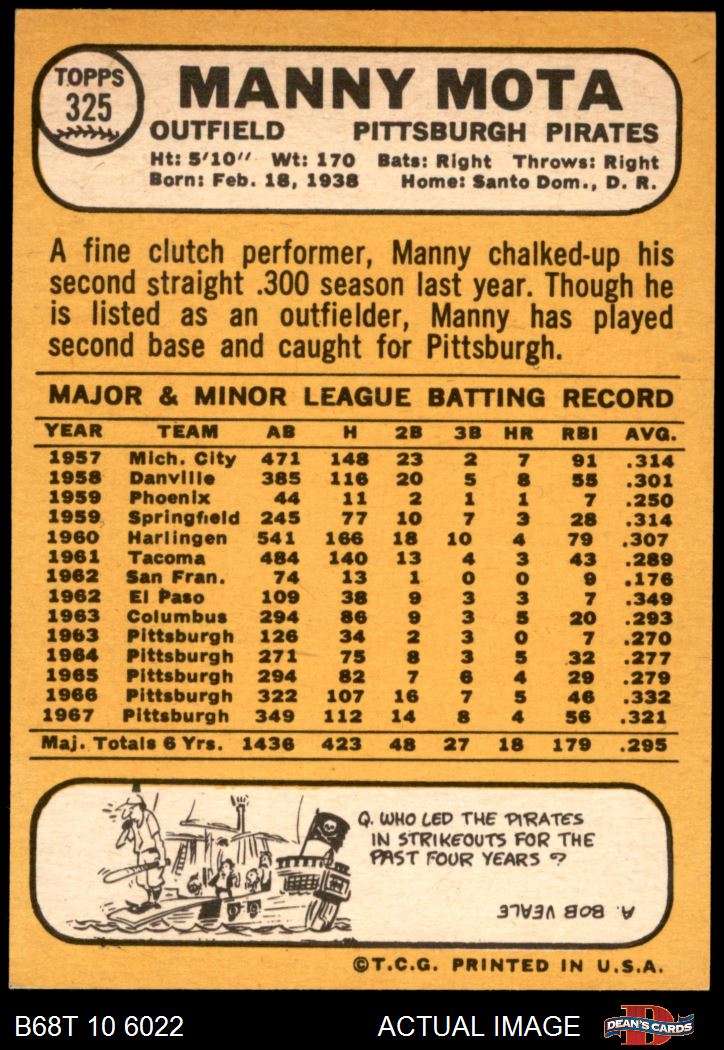 TOPPS
325
MANNY MOTA
OUTFIELD PITTSBURGH PIRATES
Ht: 5'10" Wt: 170 Bats: Right Throws: Right
Born: Feb. 18, 1938 Home: Santo Dom., D. R.
A fine clutch performer, Manny chalked-up his
second straight .300 season last year. Though he
is listed as an outfielder, Manny has played
second base and caught for Pittsburgh.
MAJOR & MINOR LEAGUE BATTING RECORD
YEAR TEAM AB H 2B 3B HR RBI AVG.
1957 Mich. City 471 148 23 2 7 91 .314
1958 Danville 385 116 20 5 8 55 .301
1959 Phoenix 44 11 2 1 1 7 .250
1959 Springfield 245 77 10 7 3 28 .314
1960 Harlingen 541 166 18 10 4 79 .307
1961 Tacoma 484 140 13 4 3 43 .289
1962 San Fran. 74 13 1 0 0 9 .176
1962 El Paso 109 38 9 3 3 7 .349
1963 Columbus 294 86 9 3 5 20 .293
1963 Pittsburgh 126 34 2 3 0 7 .270
1964 Pittsburgh 271 75 8 3 5 32 .277
1965 Pittsburgh 294 82 7 6 4 29 .279
1966 Pittsburgh 322 107 16 7 5 46 .332
1967 Pittsburgh 349 112 14 8 4 56 .321
Maj. Totals 6 Yrs. 1436 423 48 27 18 179 .295
Q. WHO LED THE PIRATES
IN STRIKEOUTS FOR THE
PAST FOUR YEARS?
A. BOB VEALE
©T.C.G. PRINTED IN U.S.A.
B68T 10 6022 ACTUAL IMAGE D DEAN'S CARDS